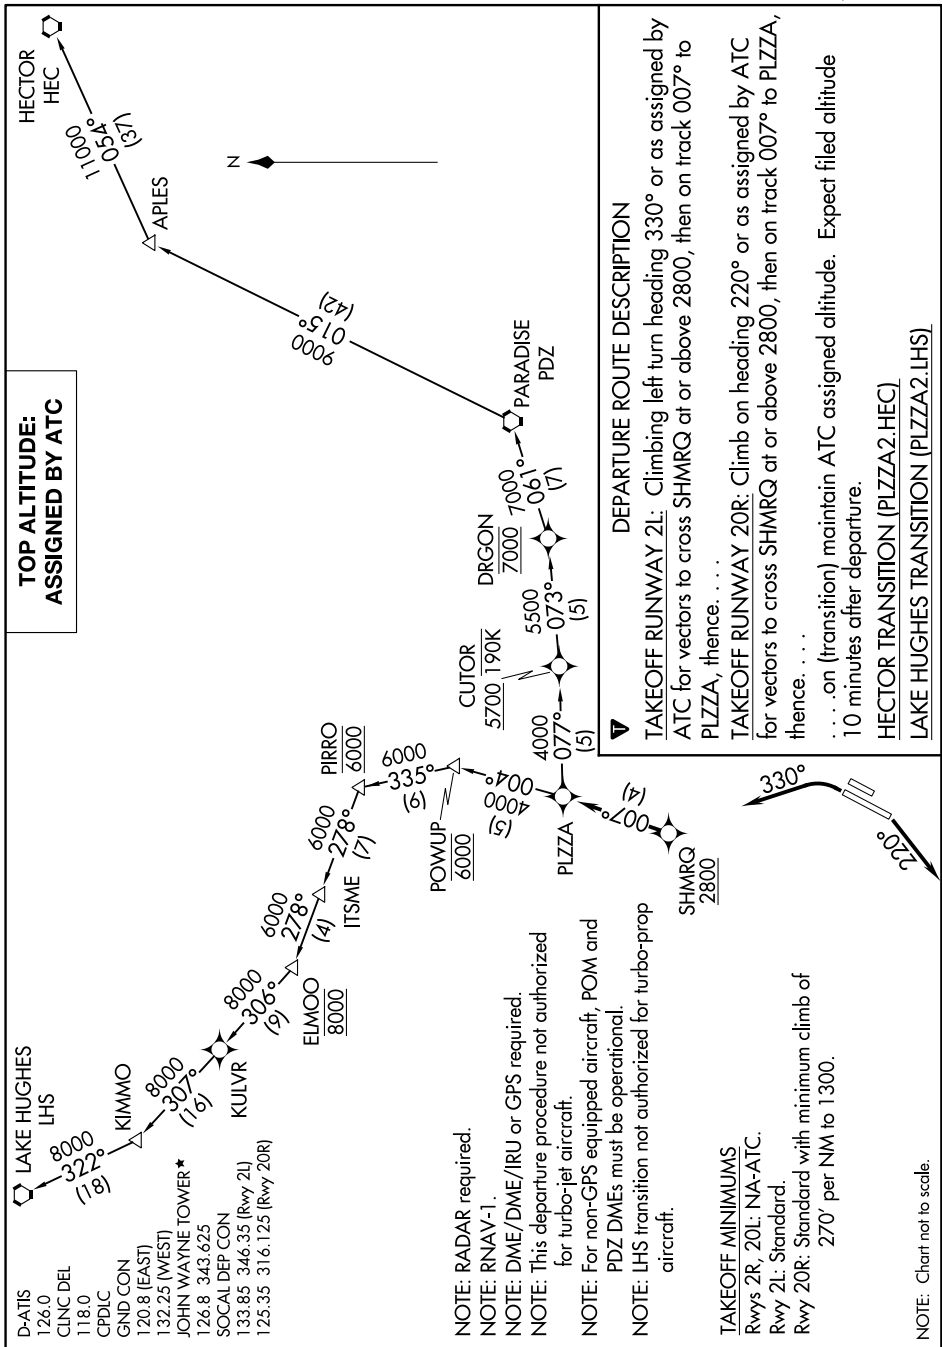 TOP ALTITUDE:
ASSIGNED BY ATC
D-ATIS
126.0
CLNC DEL
118.0
CPDLC
GND CON
120.8 (EAST)
132.25 (WEST)
JOHN WAYNE TOWER★
126.8 343.625
SOCAL DEP CON
133.85 346.35 (Rwy 2L)
125.35 316.125 (Rwy 20R)
LAKE HUGHES
LHS
8000
322°
(18)
KIMMO
8000
307°
(16)
KULVR
8000
306°
(9)
ELMOO
8000
6000
278°
(4)
ITSME
6000
278°
(7)
PIRRO
6000
6000
335°
(9)
POWUP
6000
004°
4000
(5)
PLZZA
007°
(4)
SHMRQ
2800
4000
077°
(5)
CUTOR
5700 190K
5500
073°
(5)
DRGON
7000
7000
061°
(7)
PARADISE
PDZ
9000
015°
(42)
APLES
11000
054°
(37)
HECTOR
HEC
N
330°
220°
NOTE: RADAR required.
NOTE: RNAV-1.
NOTE: DME/DME/IRU or GPS required.
NOTE: This departure procedure not authorized
for turbo-jet aircraft.
NOTE: For non-GPS equipped aircraft, POM and
PDZ DMEs must be operational.
NOTE: LHS transition not authorized for turbo-prop
aircraft.
TAKEOFF MINIMUMS
Rwys 2R, 20L: NA-ATC.
Rwy 2L: Standard.
Rwy 20R: Standard with minimum climb of
270' per NM to 1300.
NOTE: Chart not to scale.
T
DEPARTURE ROUTE DESCRIPTION
TAKEOFF RUNWAY 2L: Climbing left turn heading 330° or as assigned by
ATC for vectors to cross SHMRQ at or above 2800, then on track 007° to
PLZZA, thence. . . .
TAKEOFF RUNWAY 20R: Climb on heading 220° or as assigned by ATC
for vectors to cross SHMRQ at or above 2800, then on track 007° to PLZZA,
thence. . . .
. . . .on (transition) maintain ATC assigned altitude. Expect filed altitude
10 minutes after departure.
HECTOR TRANSITION (PLZZA2.HEC)
LAKE HUGHES TRANSITION (PLZZA2.LHS)